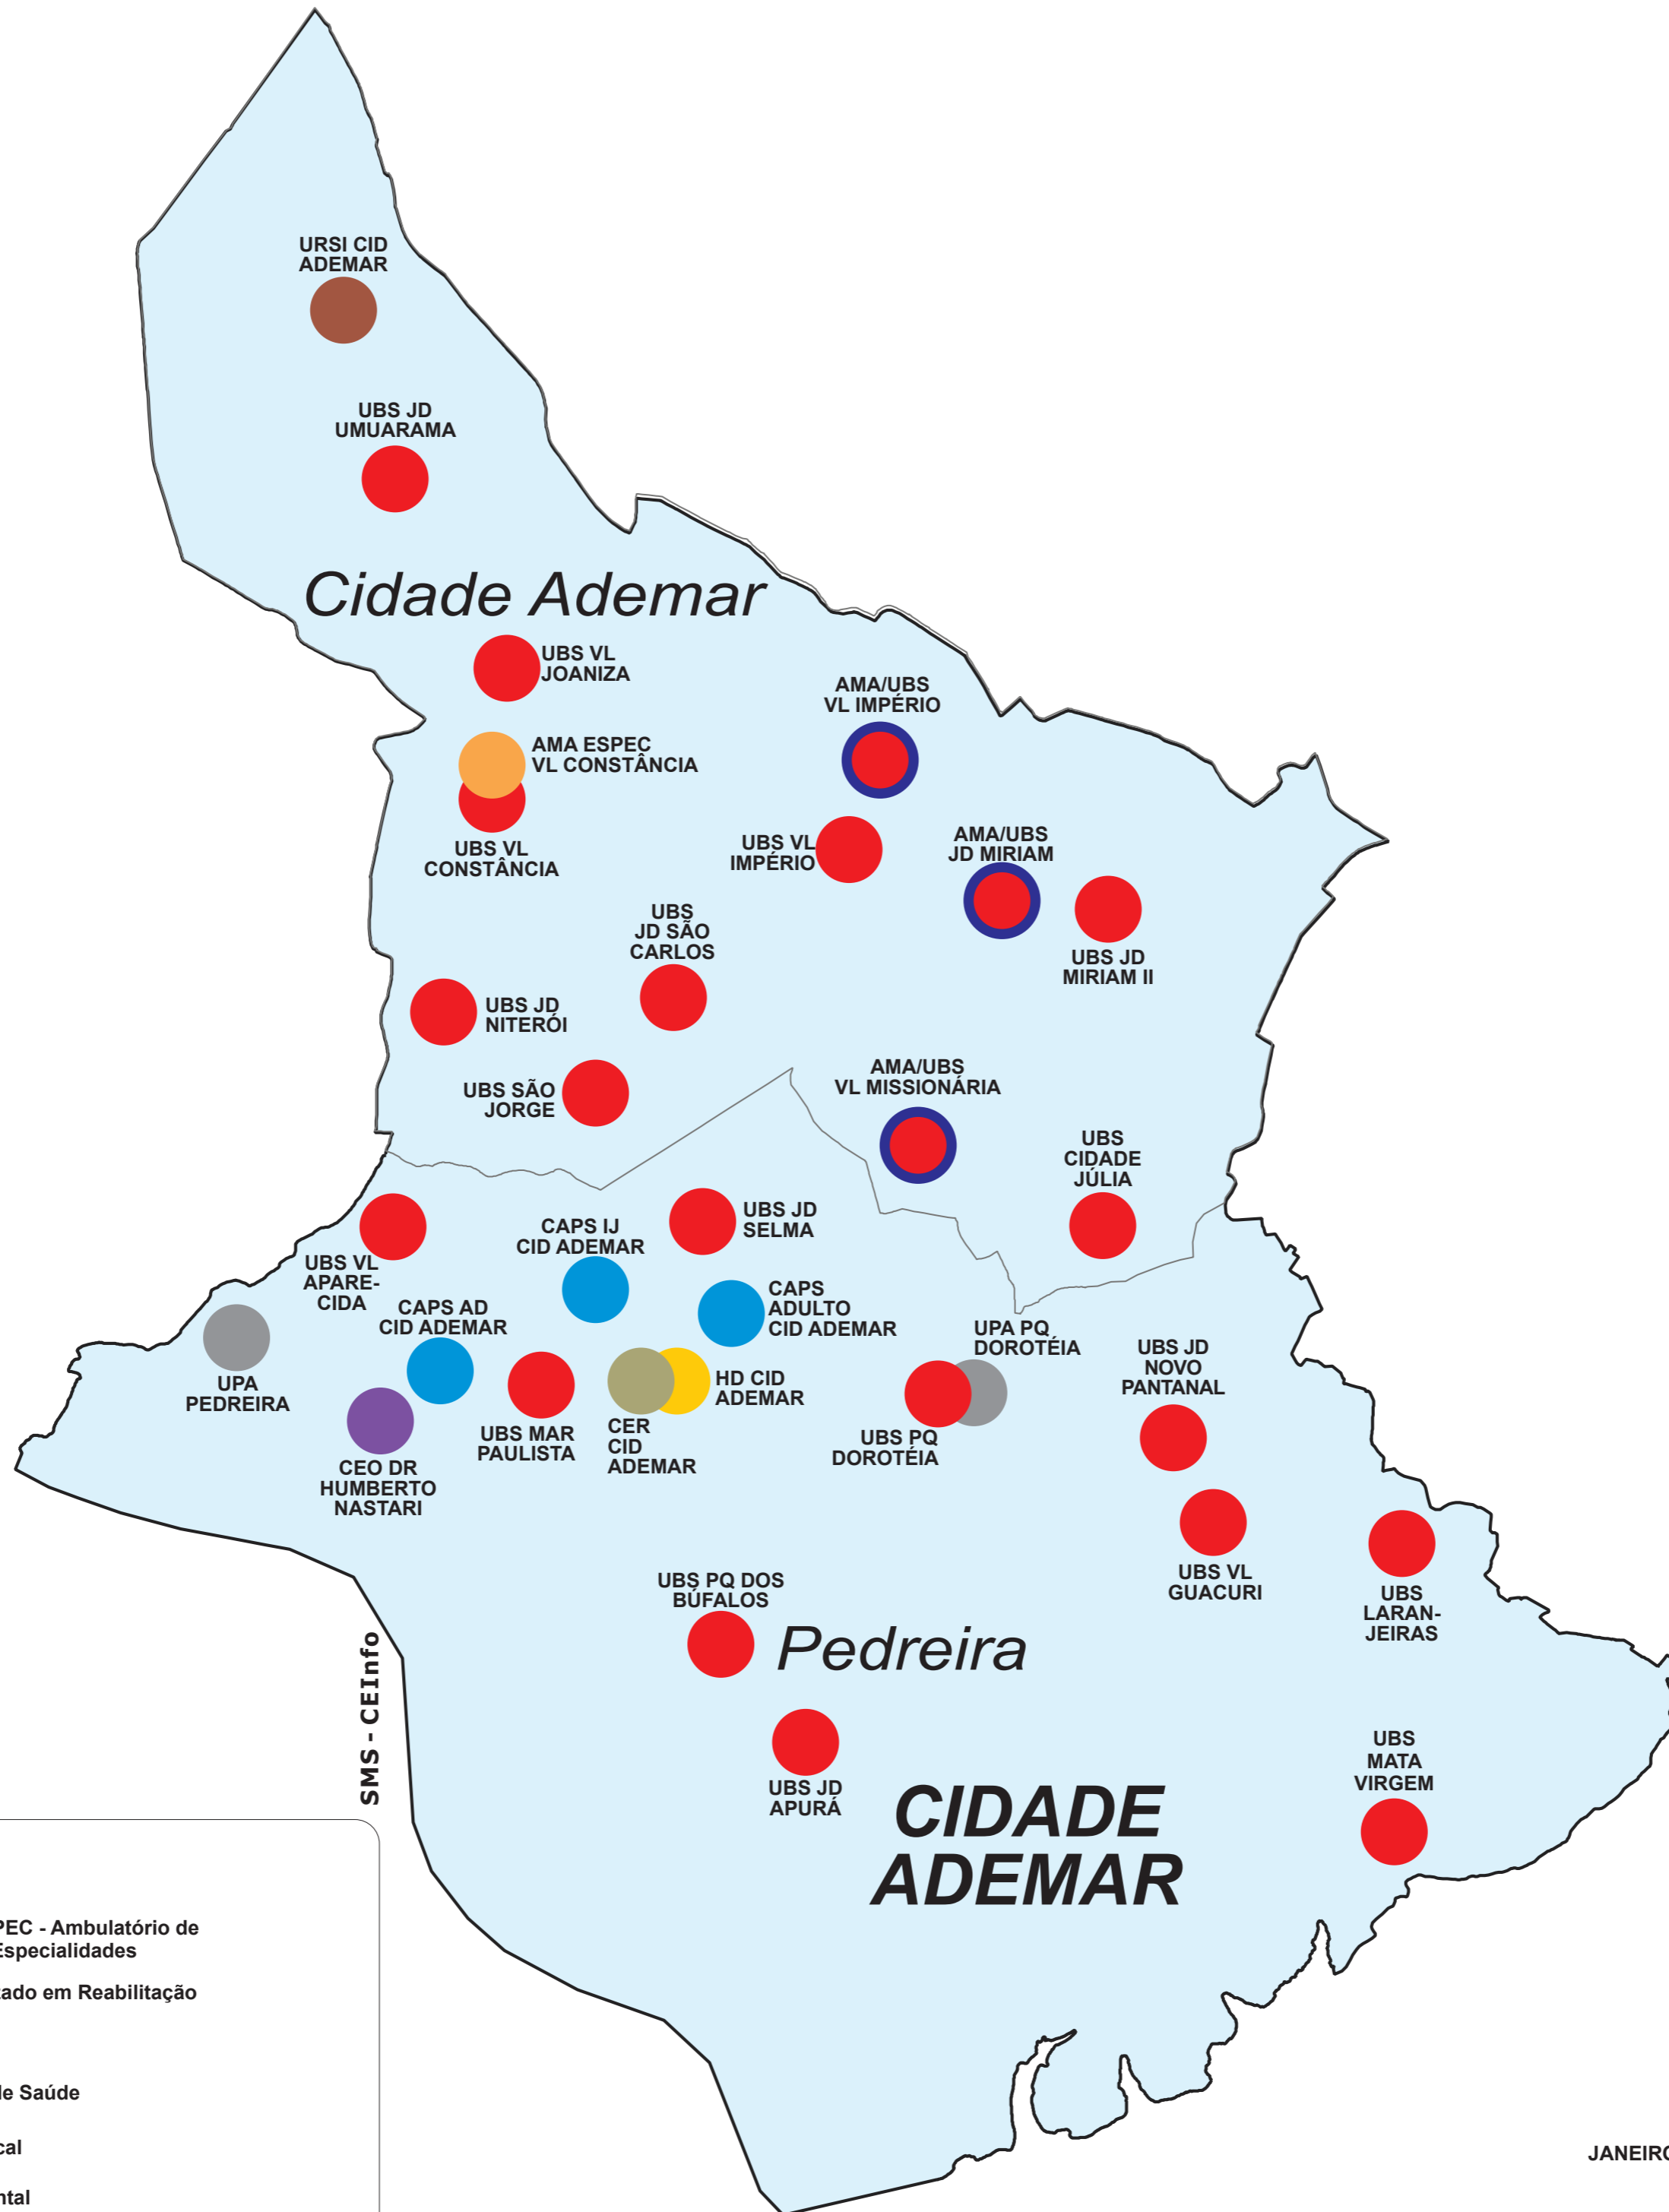 URSI CID
ADEMAR
UBS JD
UMUARAMA
Cidade Ademar
UBS VL
JOANIZA
AMA ESPEC
VL CONSTÂNCIA
UBS VL
CONSTÂNCIA
AMA/UBS
VL IMPÉRIO
UBS VL
IMPÉRIO
AMA/UBS
JD MIRIAM
UBS JD
MIRIAM II
UBS
JD SÃO
CARLOS
UBS JD
NITERÓI
UBS SÃO
JORGE
AMA/UBS
VL MISSIONÁRIA
UBS
CIDADE
JÚLIA
UBS VL
APARE-
CIDA
CAPS IJ
CID ADEMAR
UBS JD
SELMA
CAPS
ADULTO
CID ADEMAR
CAPS AD
CID ADEMAR
UPA
PEDREIRA
CEO DR
HUMBERTO
NASTARI
UBS MAR
PAULISTA
CER
CID
ADEMAR
HD CID
ADEMAR
UPA PQ
DOROTÉIA
UBS PQ
DOROTÉIA
UBS JD
NOVO
PANTANAL
UBS VL
GUACURI
UBS
LARAN-
JEIRAS
UBS PQ DOS
BÚFALOS
Pedreira
UBS JD
APURÁ
UBS
MATA
VIRGEM
CIDADE
ADEMAR
SMS - CEInfo
PEC - Ambulatório de
Especialidades
ado em Reabilitação
de Saúde
cal
ntal
JANEIRO